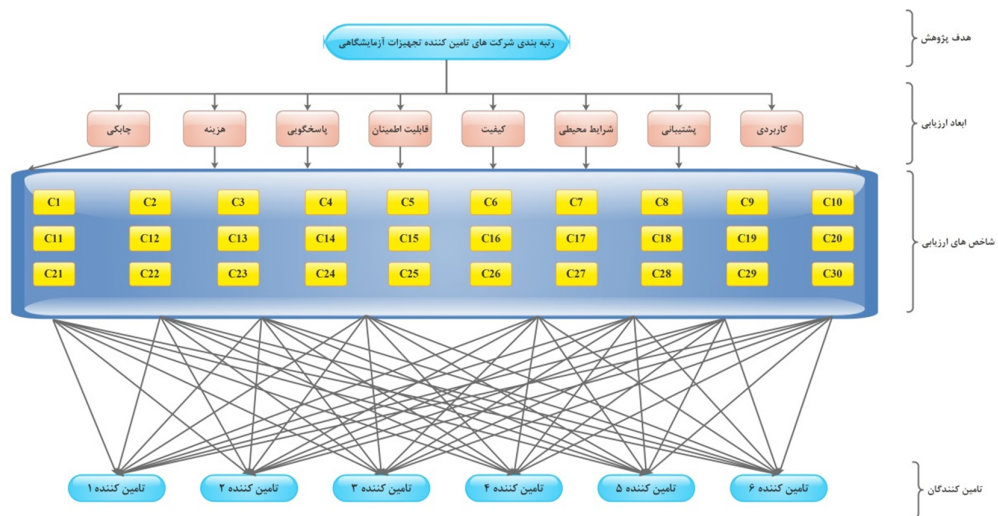 رتبه بندی شرکت های تامین کننده تجهیزات آزمایشگاهی
هدف پژوهش
کاربردی
پشتیبانی
شرایط محیطی
کیفیت
قابلیت اطمینان
پاسخگویی
هزینه
چابکی
ابعاد ارزیابی
C1 C2 C3 C4 C5 C6 C7 C8 C9 C10
C11 C12 C13 C14 C15 C16 C17 C18 C19 C20
C21 C22 C23 C24 C25 C26 C27 C28 C29 C30
شاخص های ارزیابی
تامین کننده ۶
تامین کننده ۵
تامین کننده ۴
تامین کننده ۳
تامین کننده ۲
تامین کننده ۱
تامین کنندگان